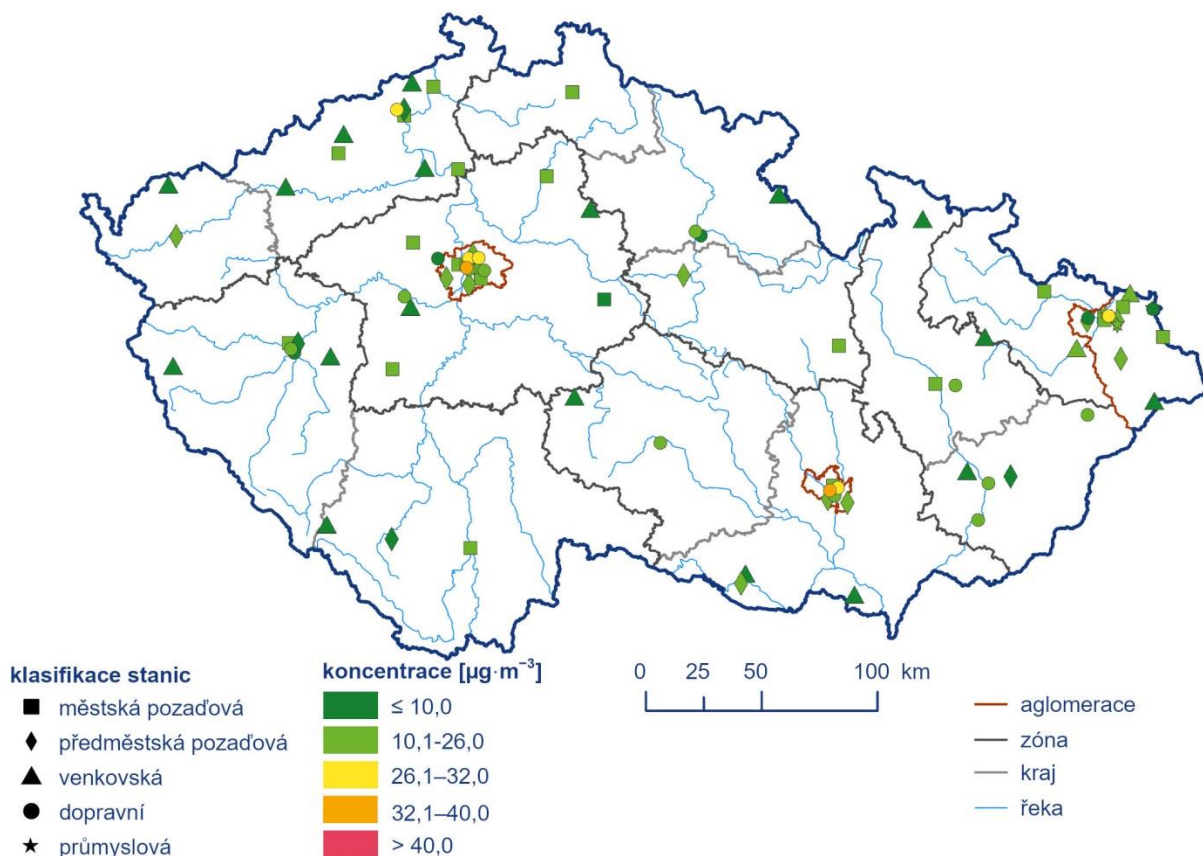 klasifikace stanic
městská pozaďová
předměstská pozaďová
venkovská
dopravní
průmyslová
koncentrace [µg·m⁻³]
≤ 10,0
10,1-26,0
26,1–32,0
32,1–40,0
> 40,0
0 25 50 100 km
aglomerace
zóna
kraj
řeka